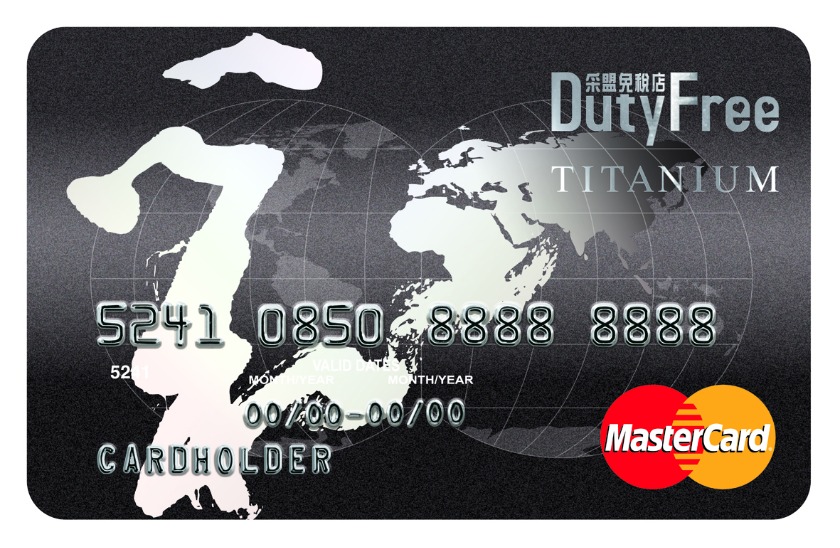 采盟免稅店
DutyFree
TITANIUM
5241 0850 8888 8888
5241
VALID DATES
MONTH/YEAR MONTH/YEAR
00/00-00/00
CARDHOLDER
MasterCard